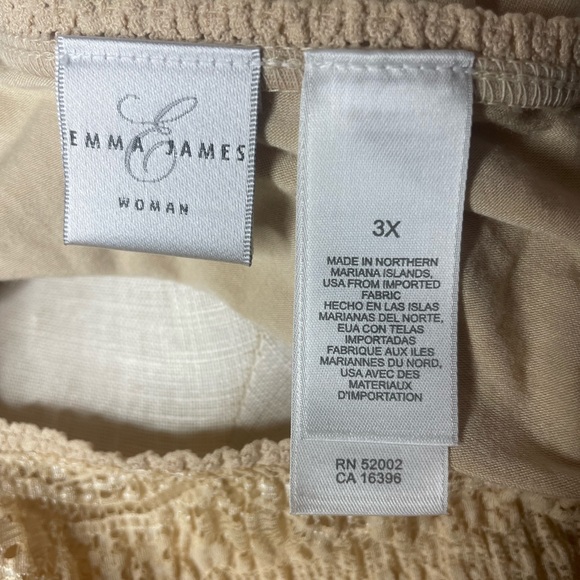 E
EMMA JAMES
WOMAN
3X
MADE IN NORTHERN
MARIANA ISLANDS,
USA FROM IMPORTED
FABRIC
HECHO EN LAS ISLAS
MARIANAS DEL NORTE,
EUA CON TELAS
IMPORTADAS
FABRIQUE AUX ILES
MARIANNES DU NORD,
USA AVEC DES
MATERIAUX
D'IMPORTATION
RN 52002
CA 16396